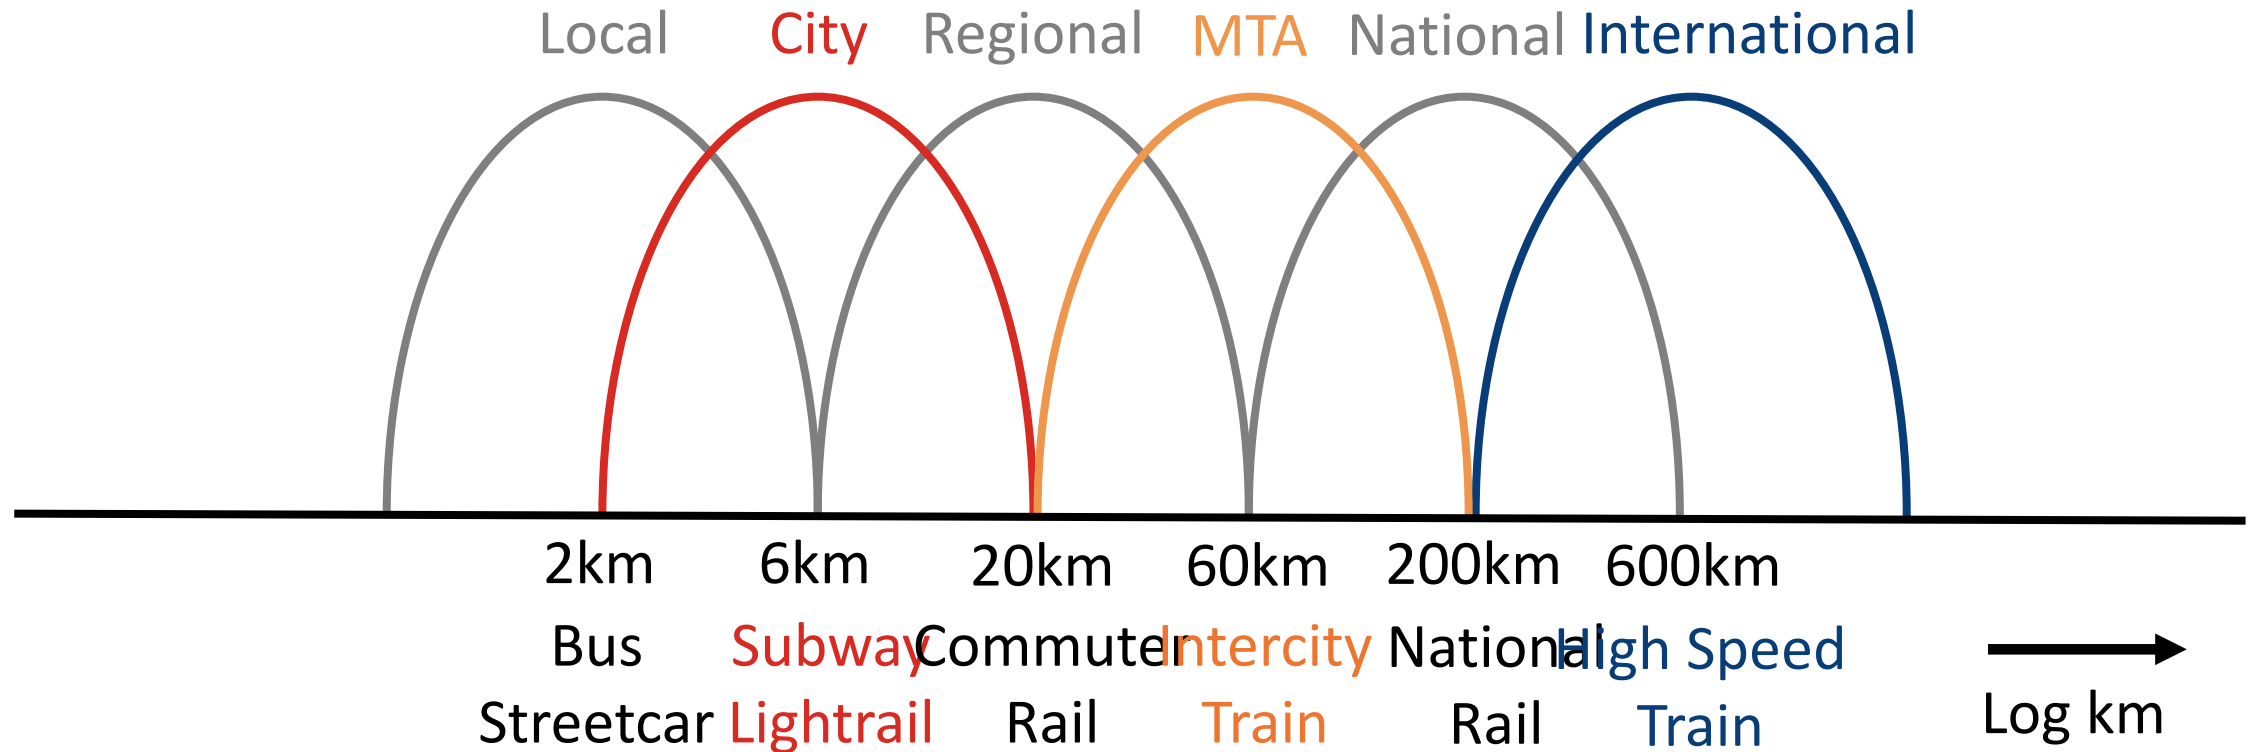 Local City Regional MTA National International
2km 6km 20km 60km 200km 600km
Bus Subway Commuter Intercity National High Speed
Streetcar Lightrail Rail Train Rail Train
Log km